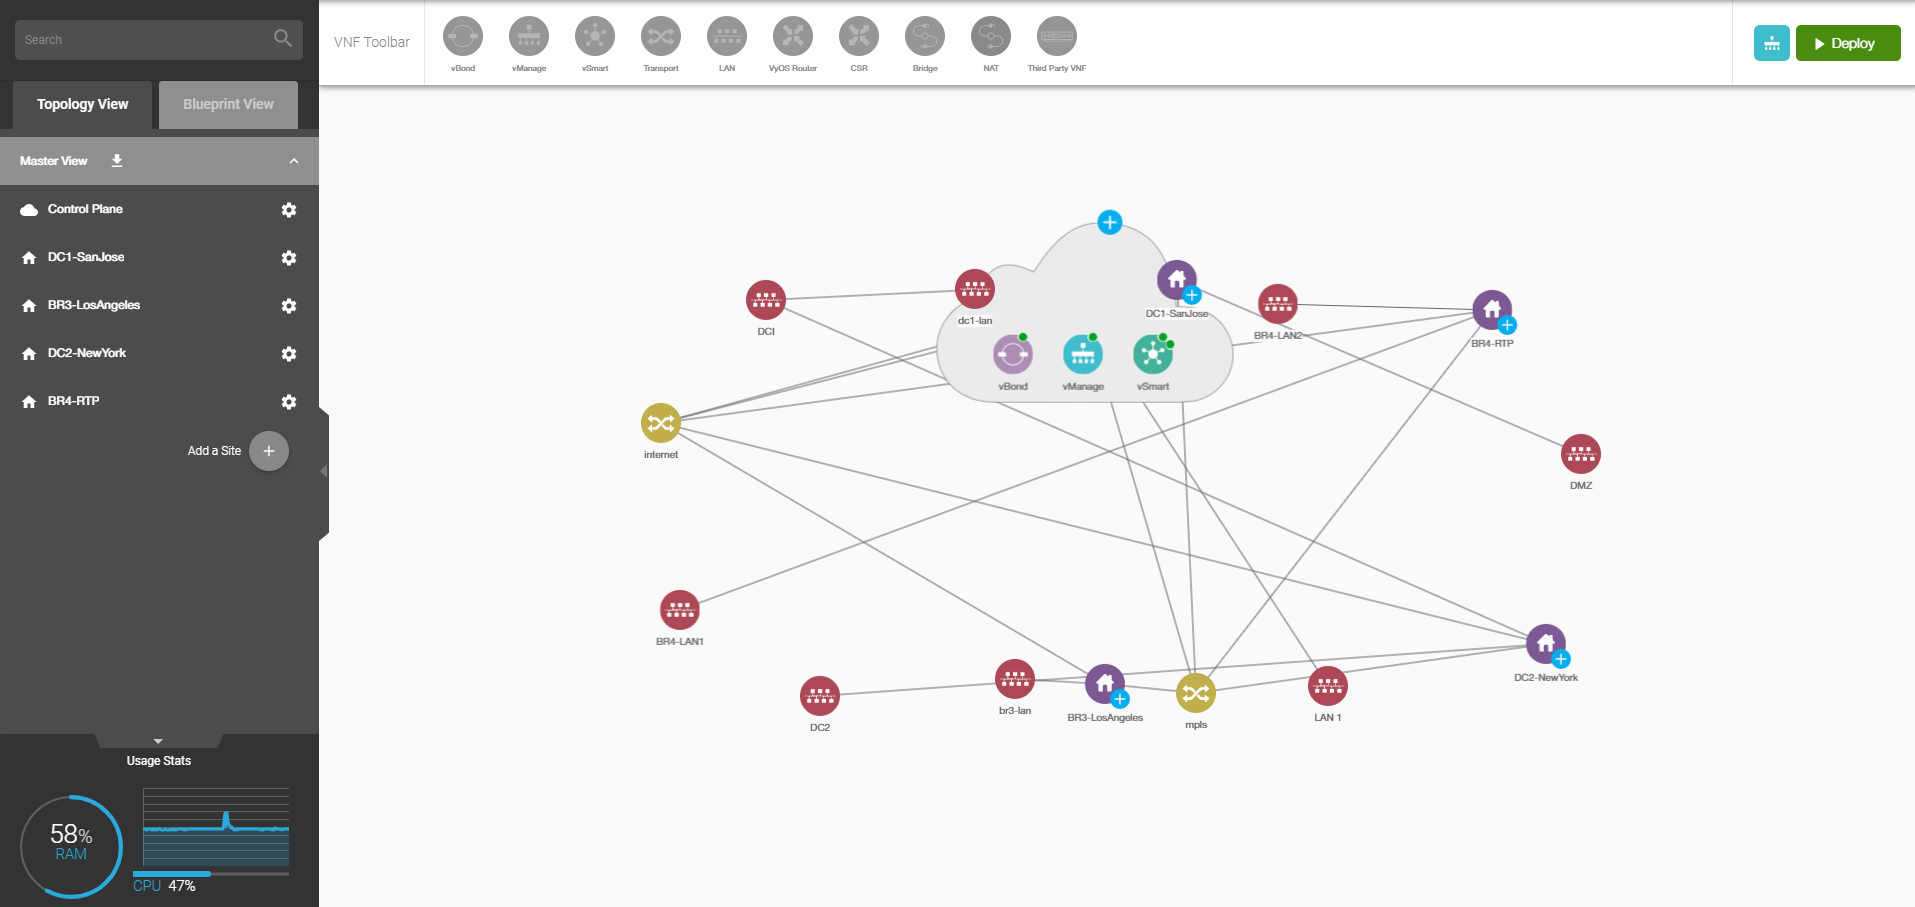 Search
VNF Toolbar
vBond
vManage
vSmart
Transport
LAN
VyOS Router
CSR
Bridge
NAT
Third Party VNF
Deploy
Topology View
Blueprint View
Master View
Control Plane
DC1-SanJose
BR3-LosAngeles
DC2-NewYork
BR4-RTP
Add a Site
Usage Stats
58%
RAM
CPU 47%
DCI
dc1-lan
DC1-SanJose
BR4-LAN2
BR4-RTP
vBond
vManage
vSmart
internet
DMZ
BR4-LAN1
DC2-NewYork
DC2
br3-lan
BR3-LosAngeles
mpls
LAN 1